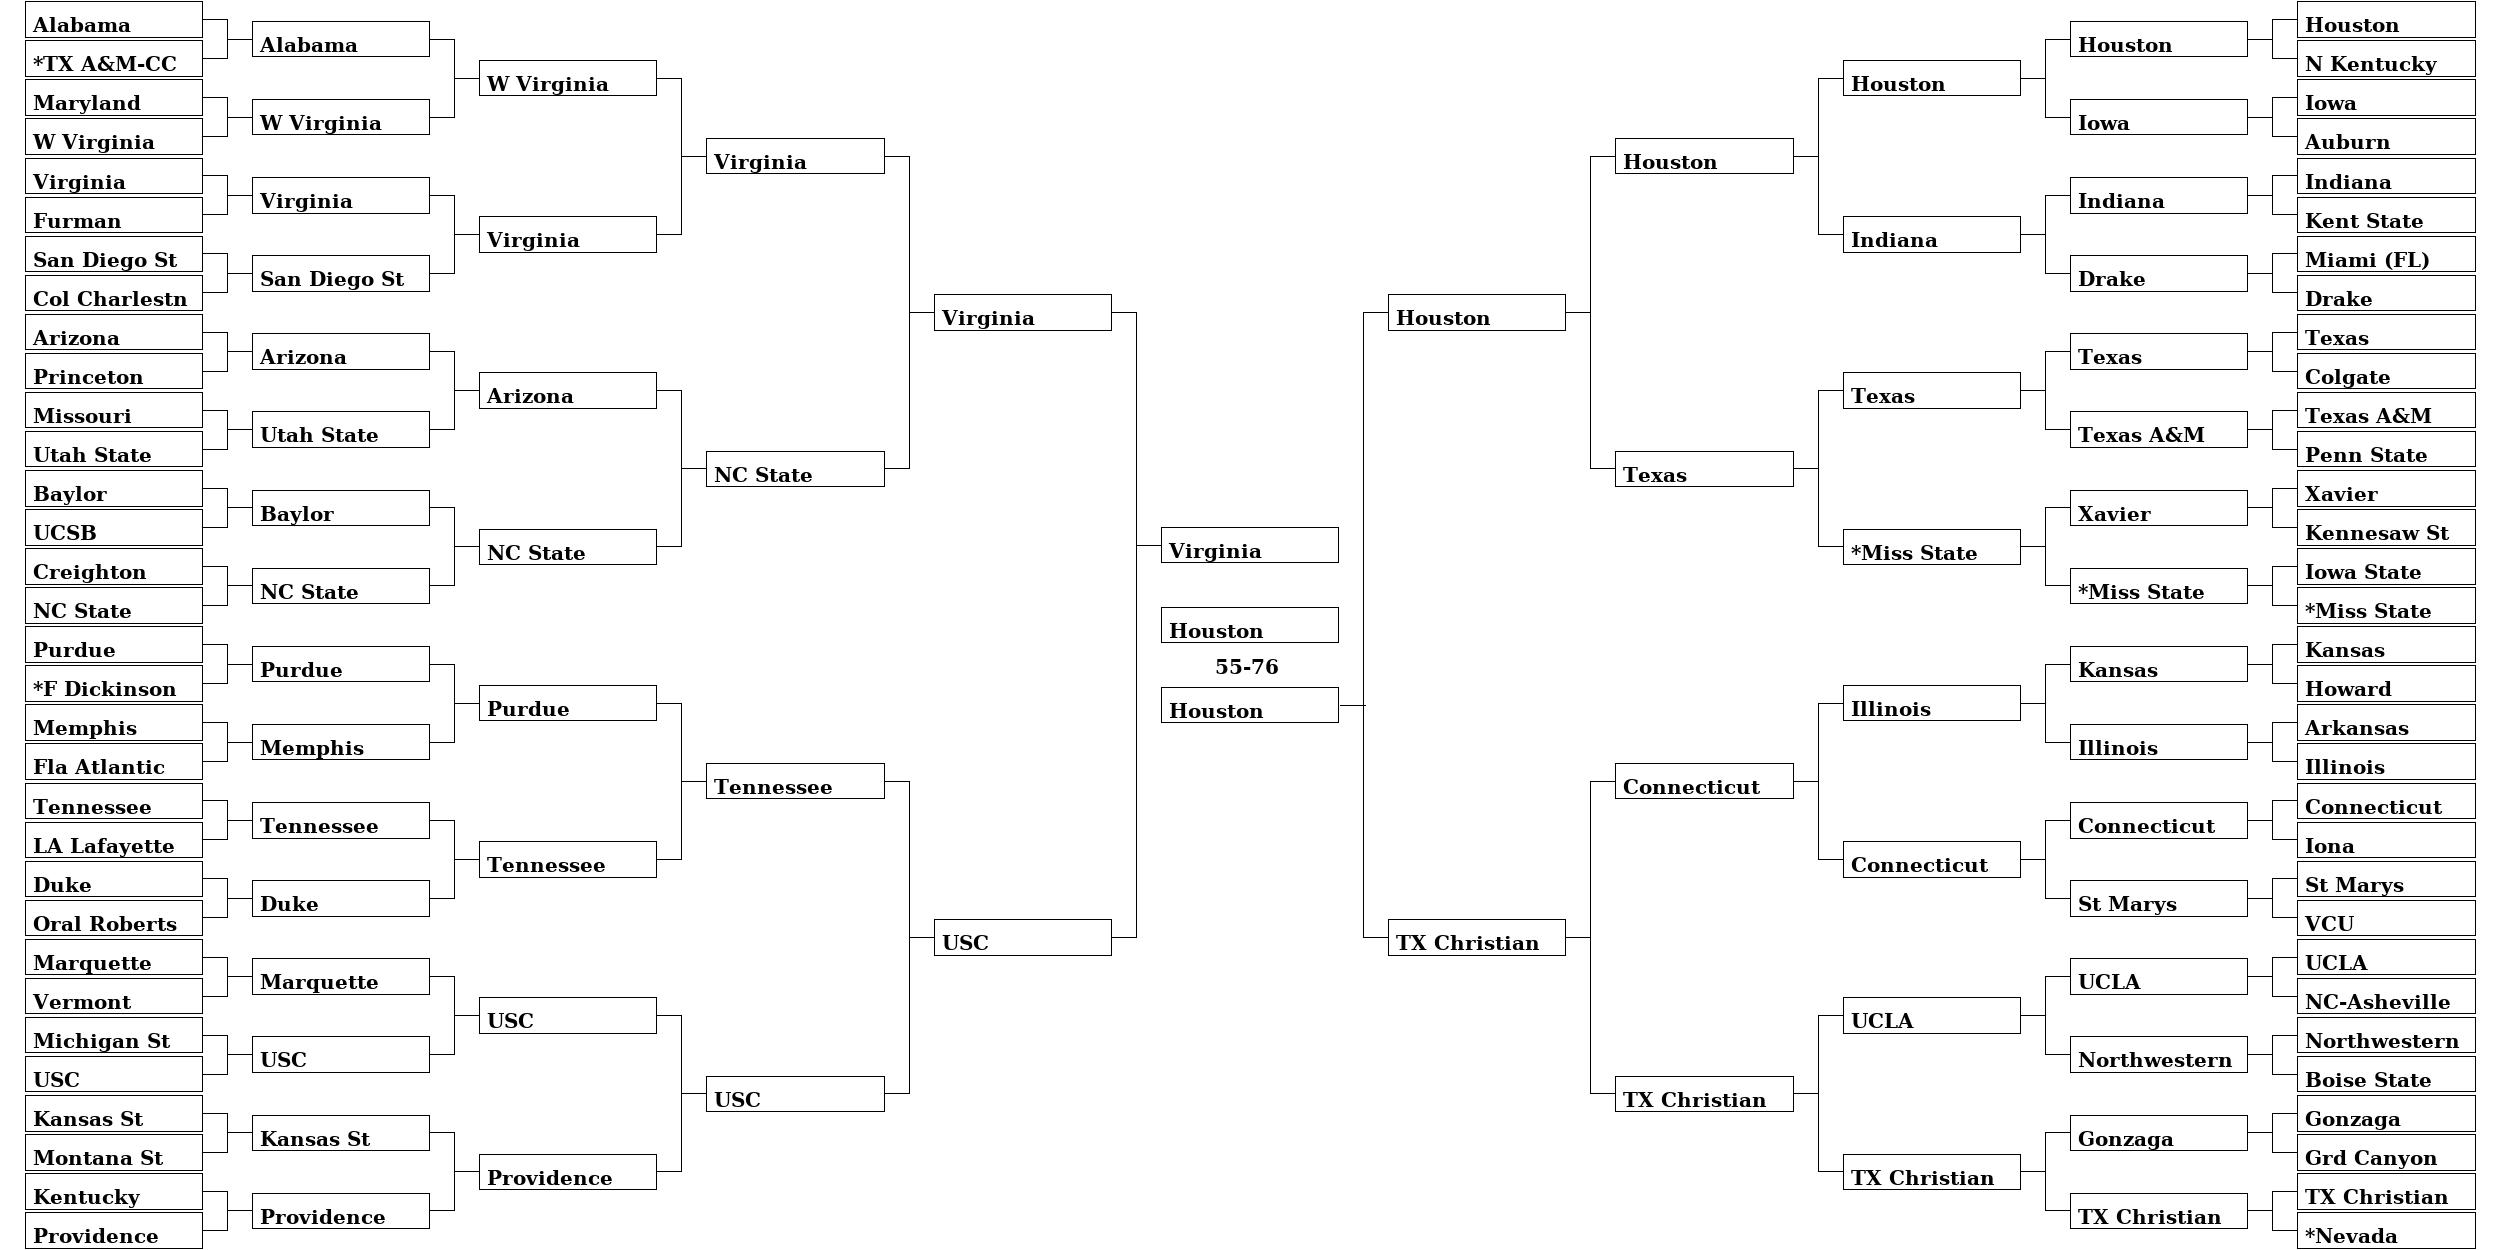 Alabama
*TX A&M-CC
Maryland
W Virginia
Virginia
Furman
San Diego St
Col Charlestn
Arizona
Princeton
Missouri
Utah State
Baylor
UCSB
Creighton
NC State
Purdue
*F Dickinson
Memphis
Fla Atlantic
Tennessee
LA Lafayette
Duke
Oral Roberts
Marquette
Vermont
Michigan St
USC
Kansas St
Montana St
Kentucky
Providence
Alabama
W Virginia
Virginia
San Diego St
Arizona
Utah State
Baylor
NC State
Purdue
Memphis
Tennessee
Duke
Marquette
USC
Kansas St
Providence
W Virginia
Virginia
Arizona
NC State
Purdue
Tennessee
USC
Providence
Virginia
NC State
Tennessee
USC
Virginia
USC
Virginia
Houston
55-76
Houston
Houston
TX Christian
Houston
Texas
Connecticut
TX Christian
Houston
Indiana
Texas
*Miss State
Illinois
Connecticut
UCLA
TX Christian
Houston
Iowa
Indiana
Drake
Texas
Texas A&M
Xavier
*Miss State
Kansas
Illinois
Connecticut
St Marys
UCLA
Northwestern
Gonzaga
TX Christian
Houston
N Kentucky
Iowa
Auburn
Indiana
Kent State
Miami (FL)
Drake
Texas
Colgate
Texas A&M
Penn State
Xavier
Kennesaw St
Iowa State
*Miss State
Kansas
Howard
Arkansas
Illinois
Connecticut
Iona
St Marys
VCU
UCLA
NC-Asheville
Northwestern
Boise State
Gonzaga
Grd Canyon
TX Christian
*Nevada